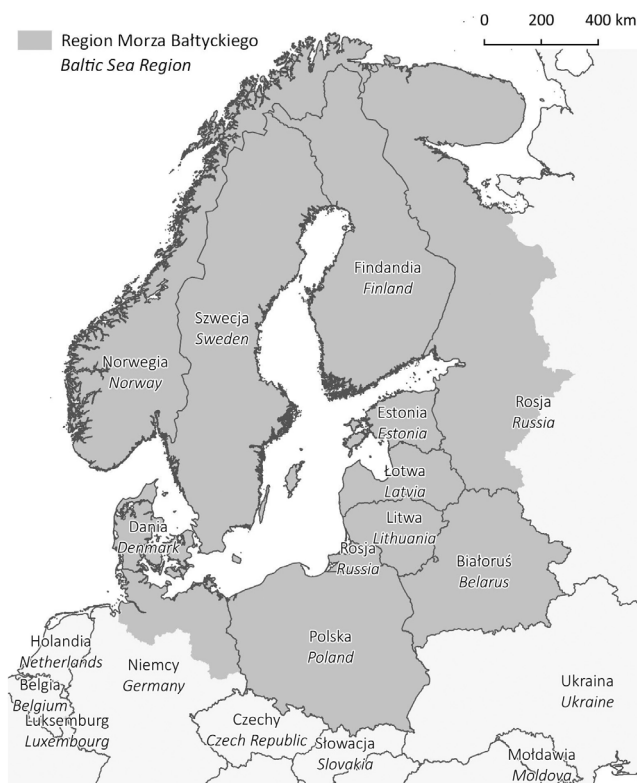 0 200 400 km
Region Morza Bałtyckiego
Baltic Sea Region
Findandia
Finland
Szwecja
Sweden
Norwegia
Norway
Rosja
Russia
Estonia
Estonia
Łotwa
Latvia
Litwa
Lithuania
Dania
Denmark
Rosja
Russia
Białoruś
Belarus
Polska
Poland
Holandia
Netherlands
Niemcy
Germany
Belgia
Belgium
Ukraina
Ukraine
Luksemburg
Luxembourg
Czechy
Czech Republic
Słowacja
Slovakia
Mołdawia
Moldova